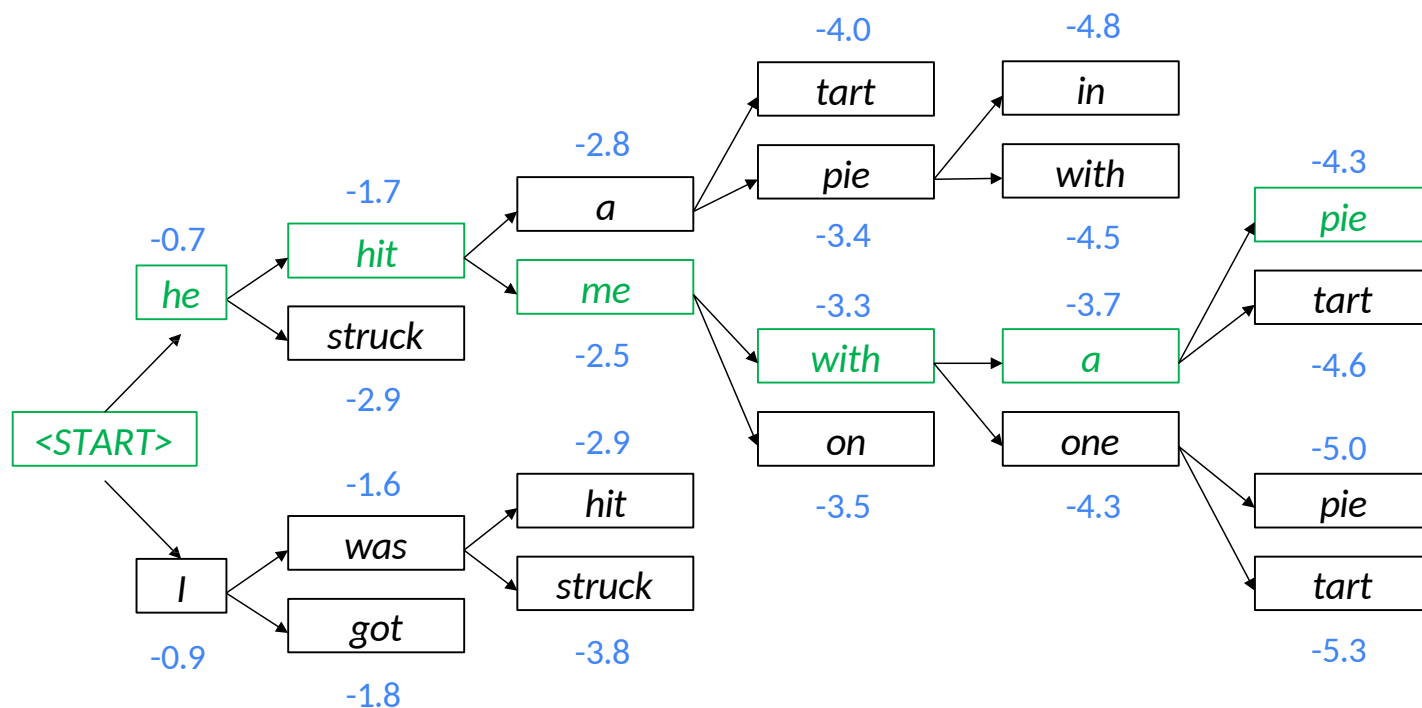 -4.0
-4.8
tart
in
-2.8
pie
with
-4.3
-1.7
a
pie
-0.7
hit
-3.4
-4.5
he
me
-3.3
-3.7
tart
struck
-2.5
with
a
-4.6
-2.9
<START>
-2.9
on
one
-5.0
-1.6
hit
-3.5
-4.3
pie
was
I
struck
tart
got
-0.9
-3.8
-5.3
-1.8